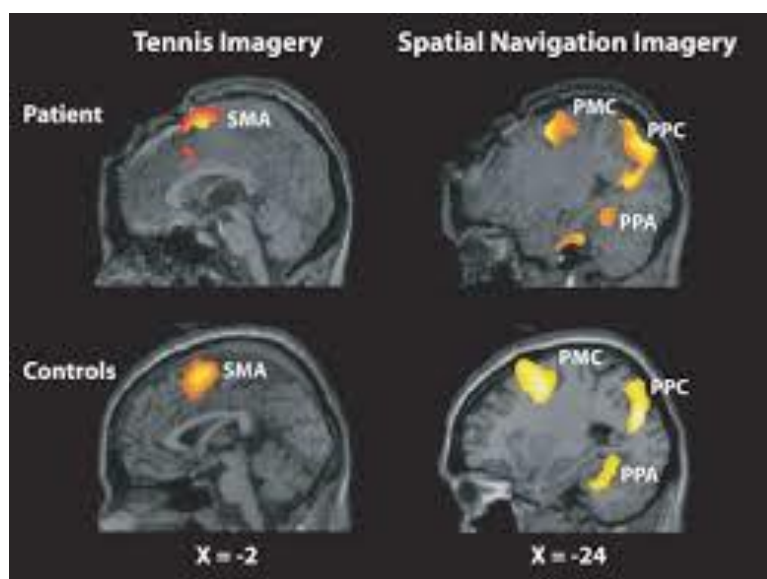 Tennis Imagery
Spatial Navigation Imagery
Patient
SMA
PMC
PPC
PPA
Controls
SMA
PMC
PPC
PPA
X = -2
X = -24